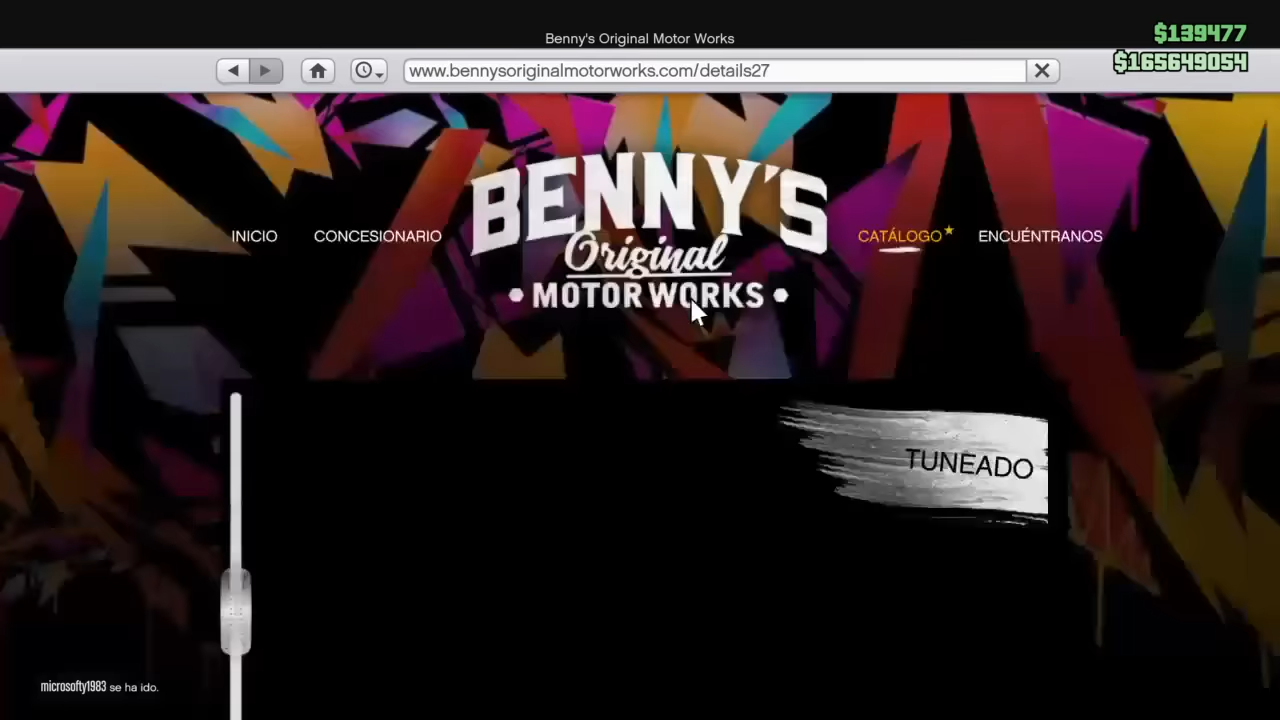 Benny's Original Motor Works
$139477
$165649054
www.bennysoriginalmotorworks.com/details27
BENNY'S
Original
• MOTOR WORKS •
INICIO
CONCESIONARIO
CATÁLOGO
ENCUÉNTRANOS
TUNEADO
microsofty1983 se ha ido.